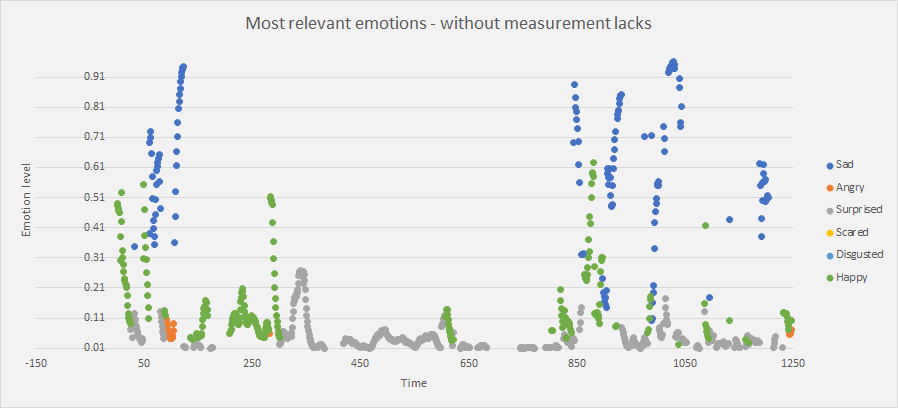 Most relevant emotions - without measurement lacks
Emotion level
0.91
0.81
0.71
0.61
0.51
0.41
0.31
0.21
0.11
0.01
-150
50
250
450
650
850
1050
1250
Time
Sad
Angry
Surprised
Scared
Disgusted
Happy